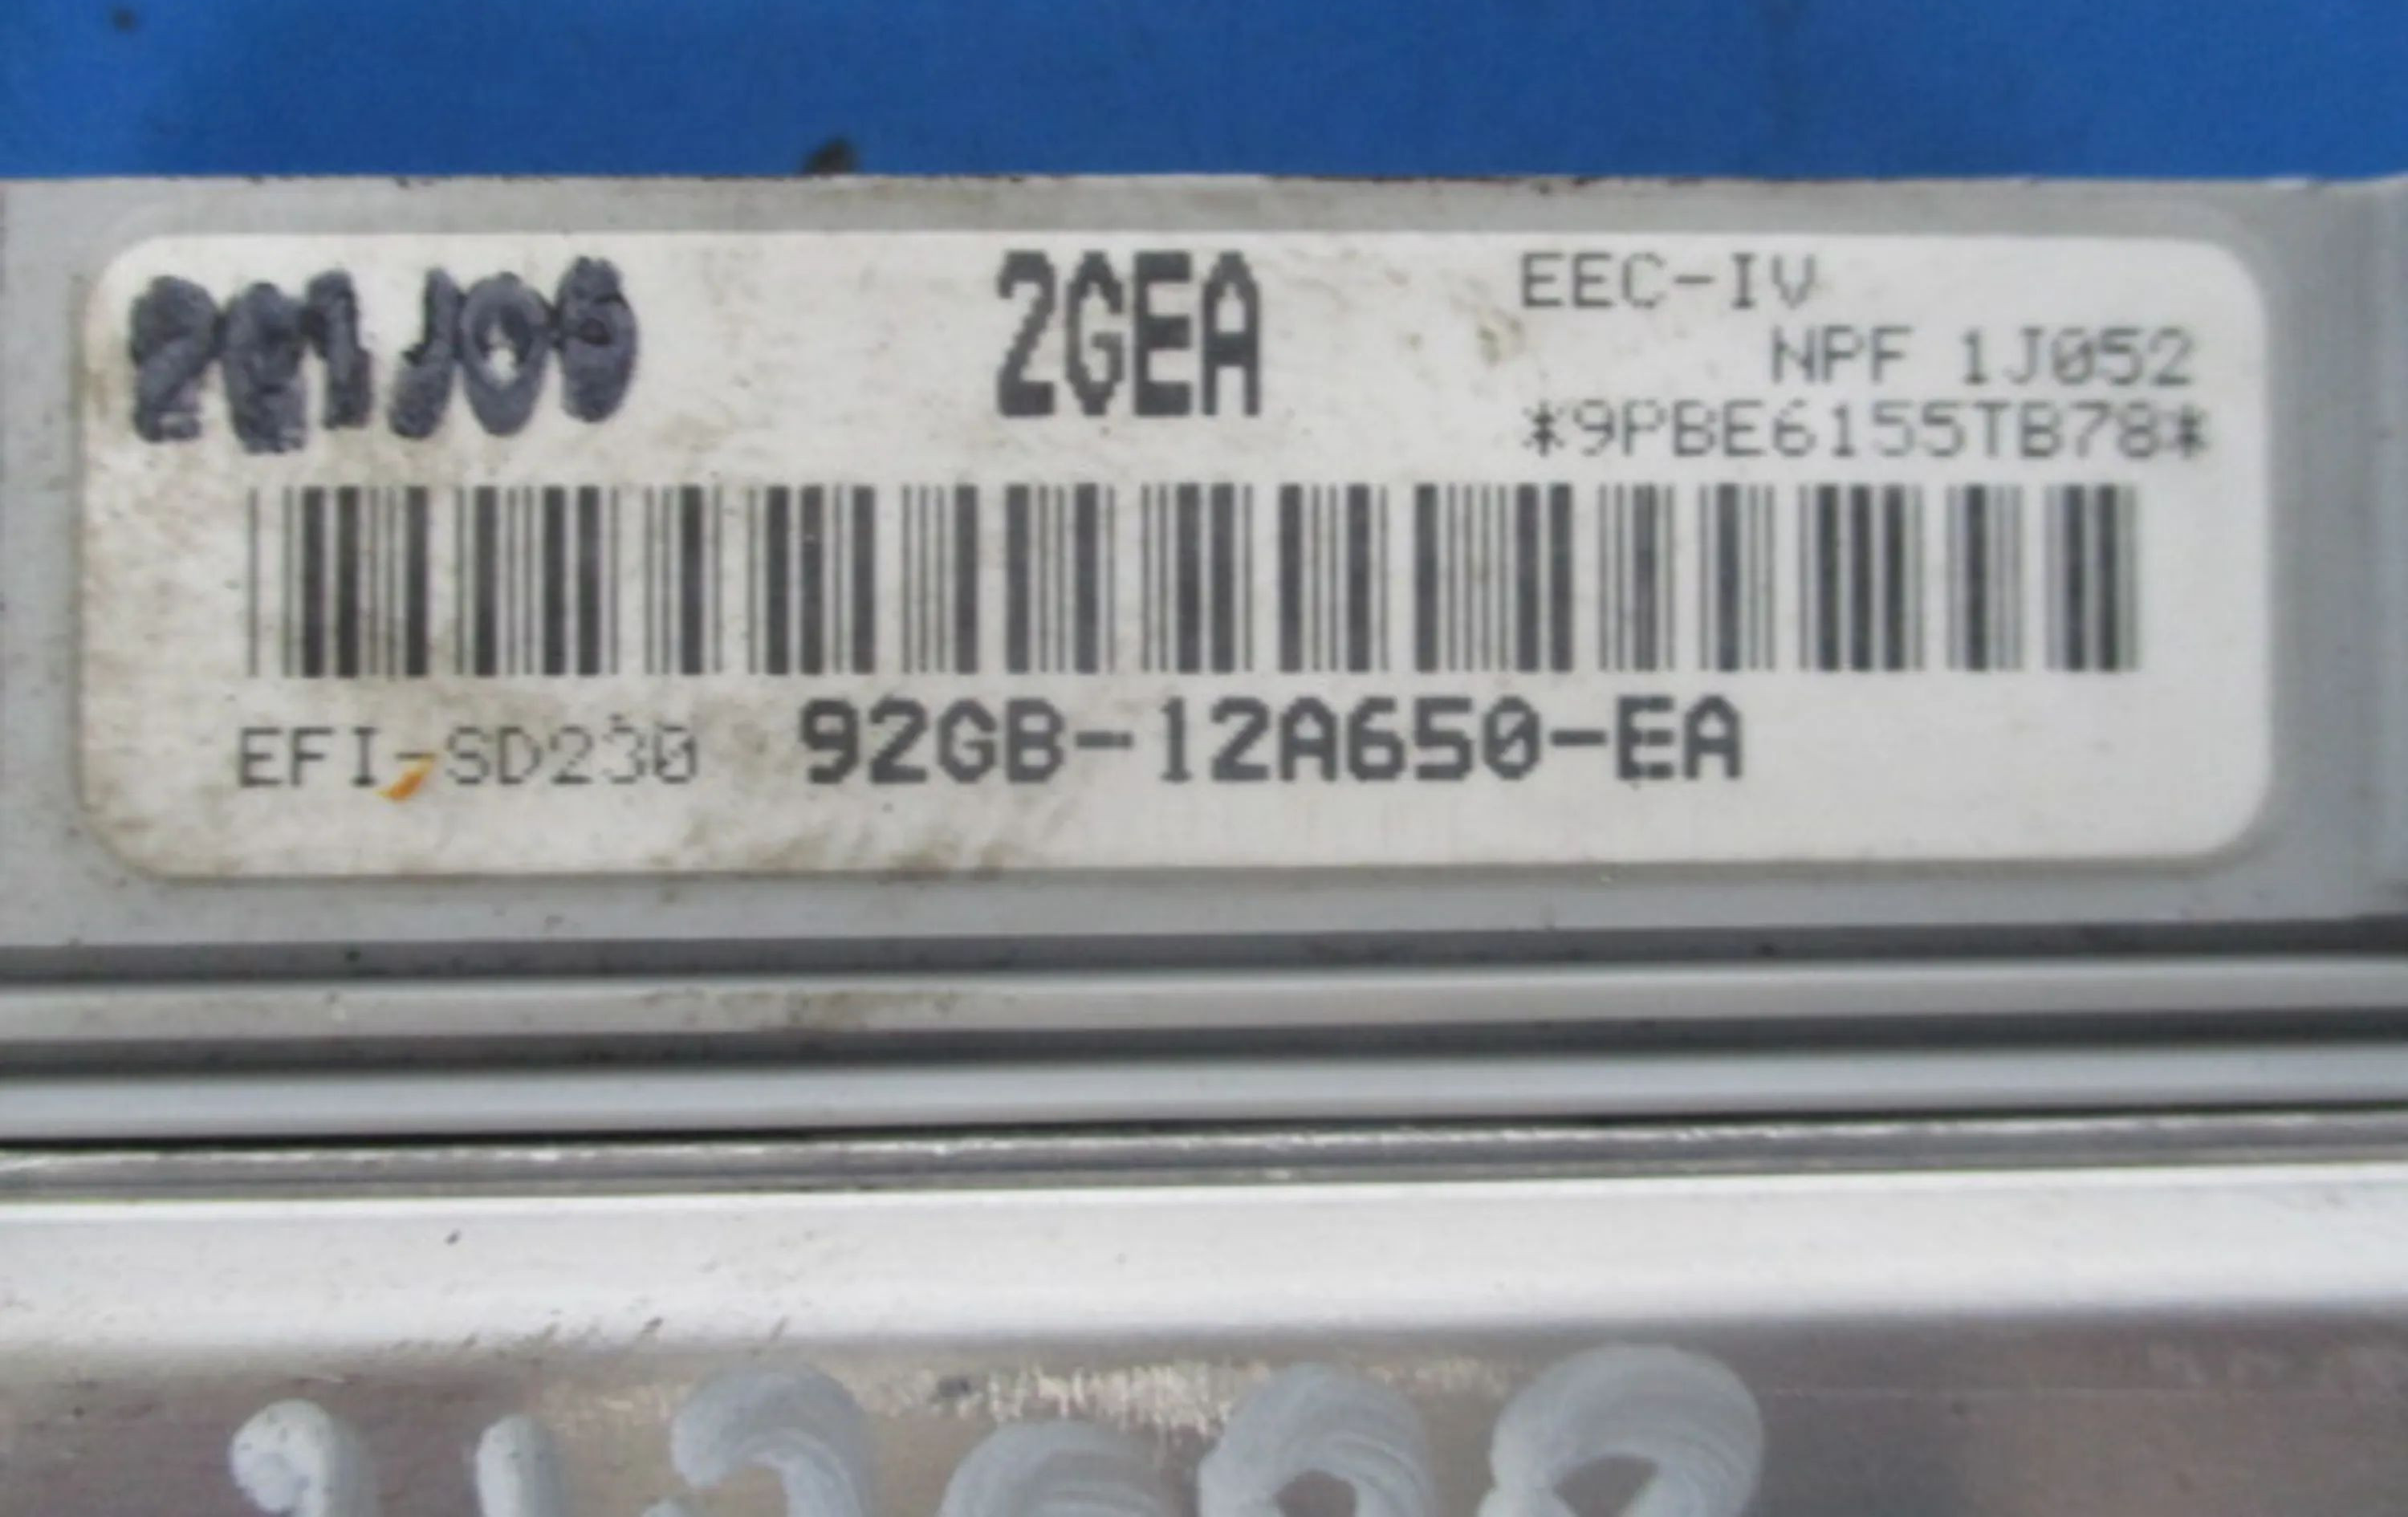 2GEA
EEC-IV
NPF 1J052
*9PBE6155TB78*
EFI-SD230 92GB-12A650-EA